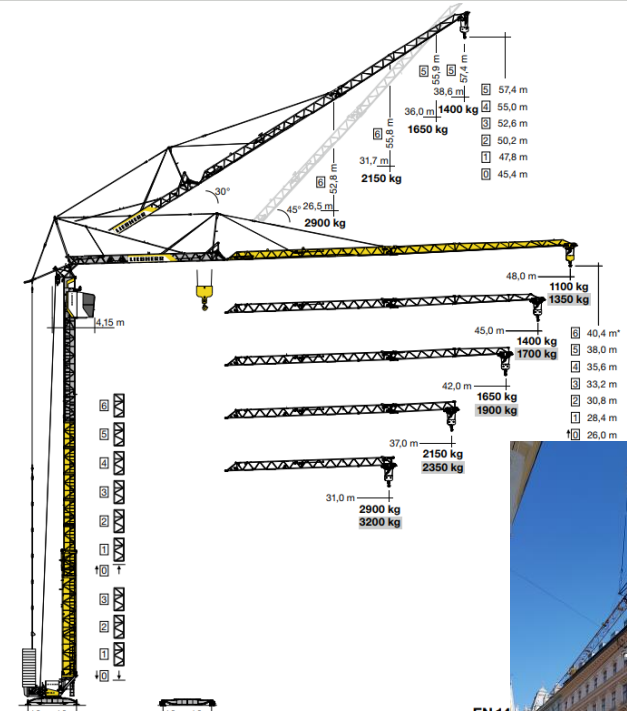 5 55,9 m
5 57,4 m
38,6 m
1400 kg
36,0 m
1650 kg
5 57,4 m
4 55,0 m
3 52,6 m
2 50,2 m
1 47,8 m
0 45,4 m
6 55,8 m
31,7 m
2150 kg
6 52,8 m
26,5 m
2900 kg
30°
45°
LIEBHERR
LIEBHERR
48,0 m
1100 kg
1350 kg
4,15 m
45,0 m
1400 kg
1700 kg
42,0 m
1650 kg
1900 kg
37,0 m
2150 kg
2350 kg
31,0 m
2900 kg
3200 kg
6 40,4 m*
5 38,0 m
4 35,6 m
3 33,2 m
2 30,8 m
1 28,4 m
0 26,0 m
6
5
4
3
2
1
0
3
2
1
0